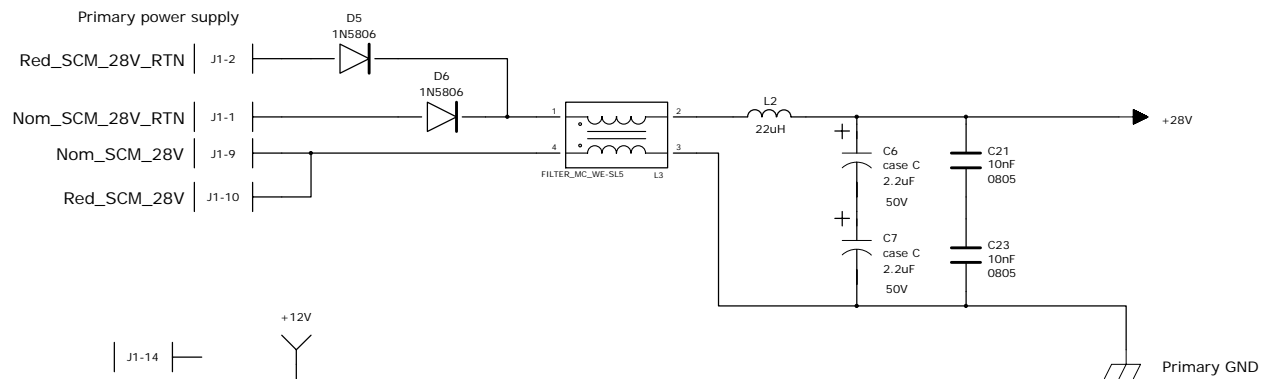 Primary power supply
D5
1N5806
Red_SCM_28V_RTN
J1-2
D6
1N5806
Nom_SCM_28V_RTN
J1-1
1
2
L2
22uH
+28V
Nom_SCM_28V
J1-9
4
3
FILTER_MC_WE-SL5
L3
Red_SCM_28V
J1-10
+
C6
case C
2.2uF
50V
C21
10nF
0805
+
C7
case C
2.2uF
50V
C23
10nF
0805
+12V
J1-14
Primary GND